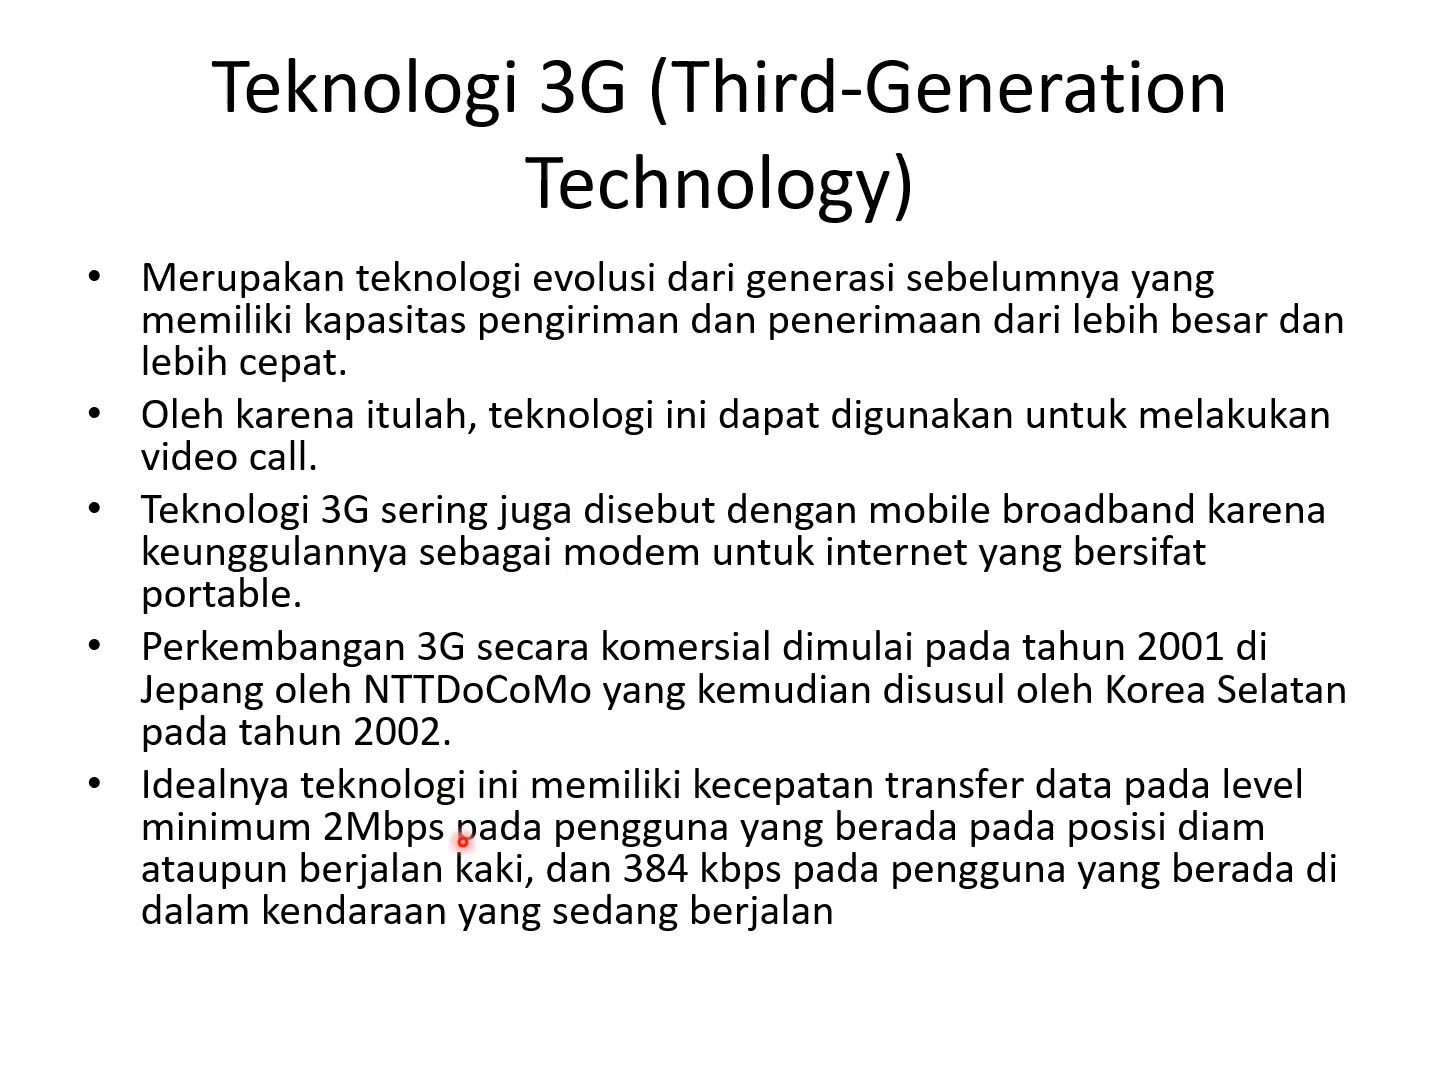 Teknologi 3G (Third-Generation
Technology)
• Merupakan teknologi evolusi dari generasi sebelumnya yang
memiliki kapasitas pengiriman dan penerimaan dari lebih besar dan
lebih cepat.
• Oleh karena itulah, teknologi ini dapat digunakan untuk melakukan
video call.
• Teknologi 3G sering juga disebut dengan mobile broadband karena
keunggulannya sebagai modem untuk internet yang bersifat
portable.
• Perkembangan 3G secara komersial dimulai pada tahun 2001 di
Jepang oleh NTTDoCoMo yang kemudian disusul oleh Korea Selatan
pada tahun 2002.
• Idealnya teknologi ini memiliki kecepatan transfer data pada level
minimum 2Mbps pada pengguna yang berada pada posisi diam
ataupun berjalan kaki, dan 384 kbps pada pengguna yang berada di
dalam kendaraan yang sedang berjalan